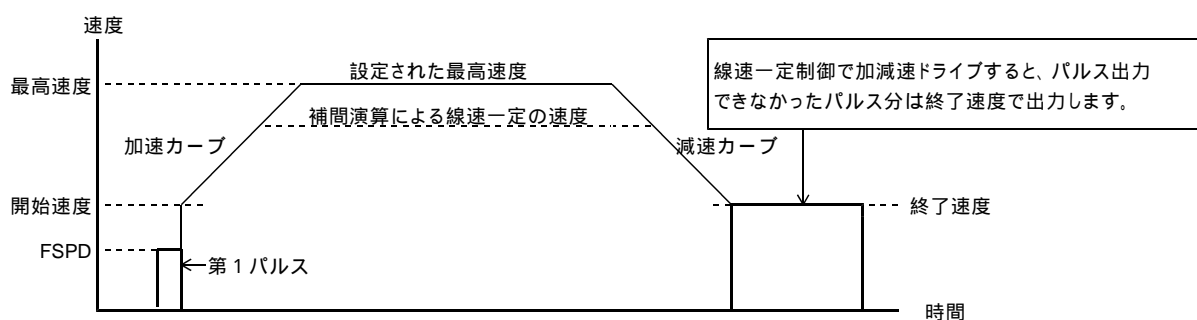 速度
最高速度
設定された最高速度
線速一定制御で加減速ドライブすると、パルス出力
できなかったパルス分は終了速度で出力します。
補間演算による線速一定の速度
加速カーブ
減速カーブ
開始速度
終了速度
FSPD
第1パルス
時間